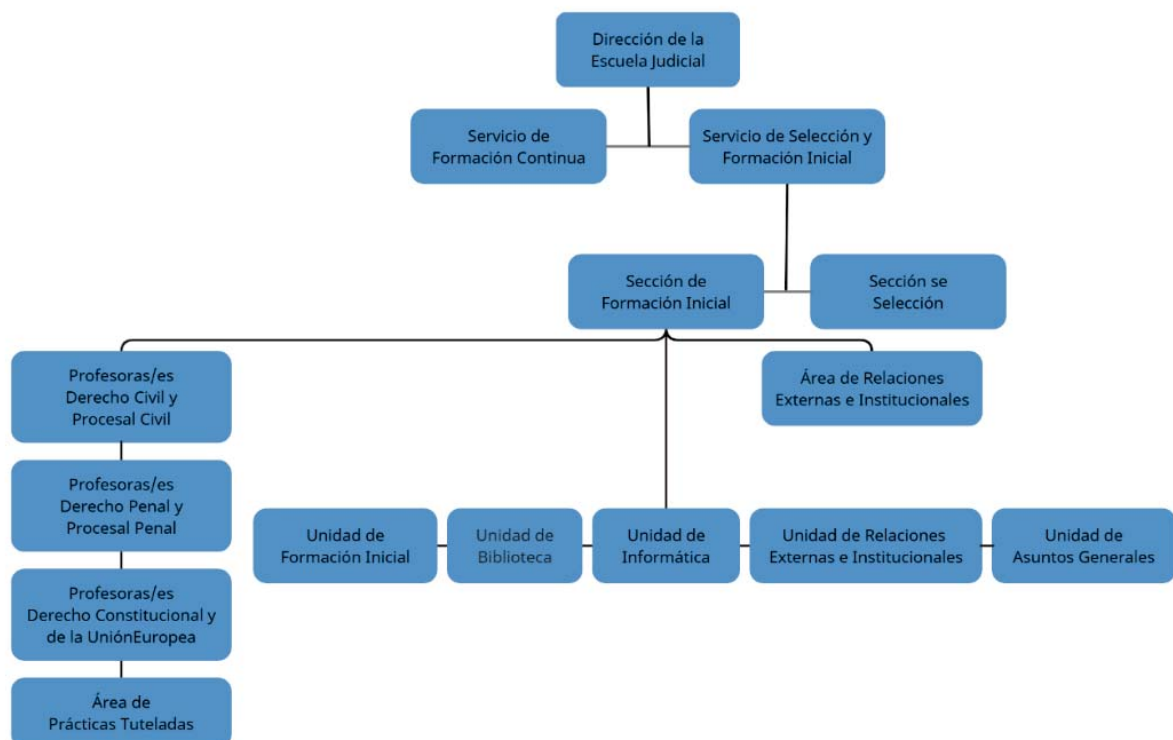 Dirección de la
Escuela Judicial
Servicio de
Formación Continua
Servicio de Selección y
Formación Inicial
Sección de
Formación Inicial
Sección se
Selección
Profesoras/es
Derecho Civil y
Procesal Civil
Área de Relaciones
Externas e Institucionales
Profesoras/es
Derecho Penal y
Procesal Penal
Unidad de
Formación Inicial
Unidad de
Biblioteca
Unidad de
Informática
Unidad de Relaciones
Externas e Institucionales
Unidad de
Asuntos Generales
Profesoras/es
Derecho Constitucional y
de la UniónEuropea
Área de
Prácticas Tuteladas